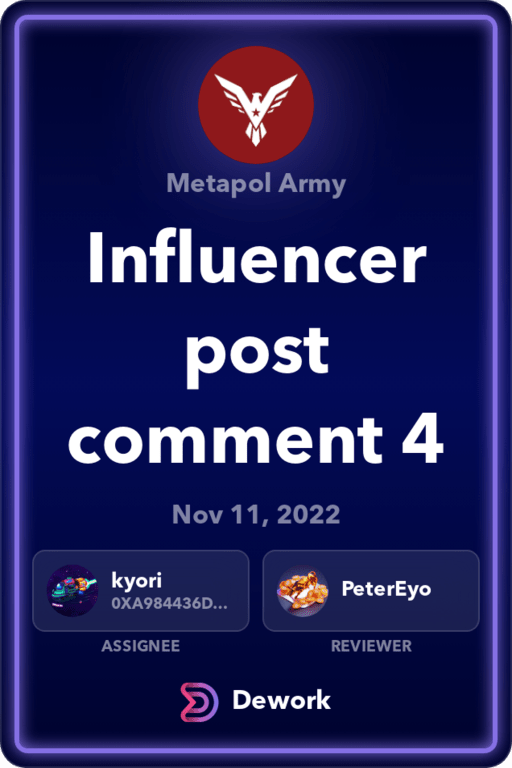 Metapol Army
Influencer
post
comment 4
Nov 11, 2022
kyori
0XA984436D...
PeterEyo
ASSIGNEE
REVIEWER
Dework